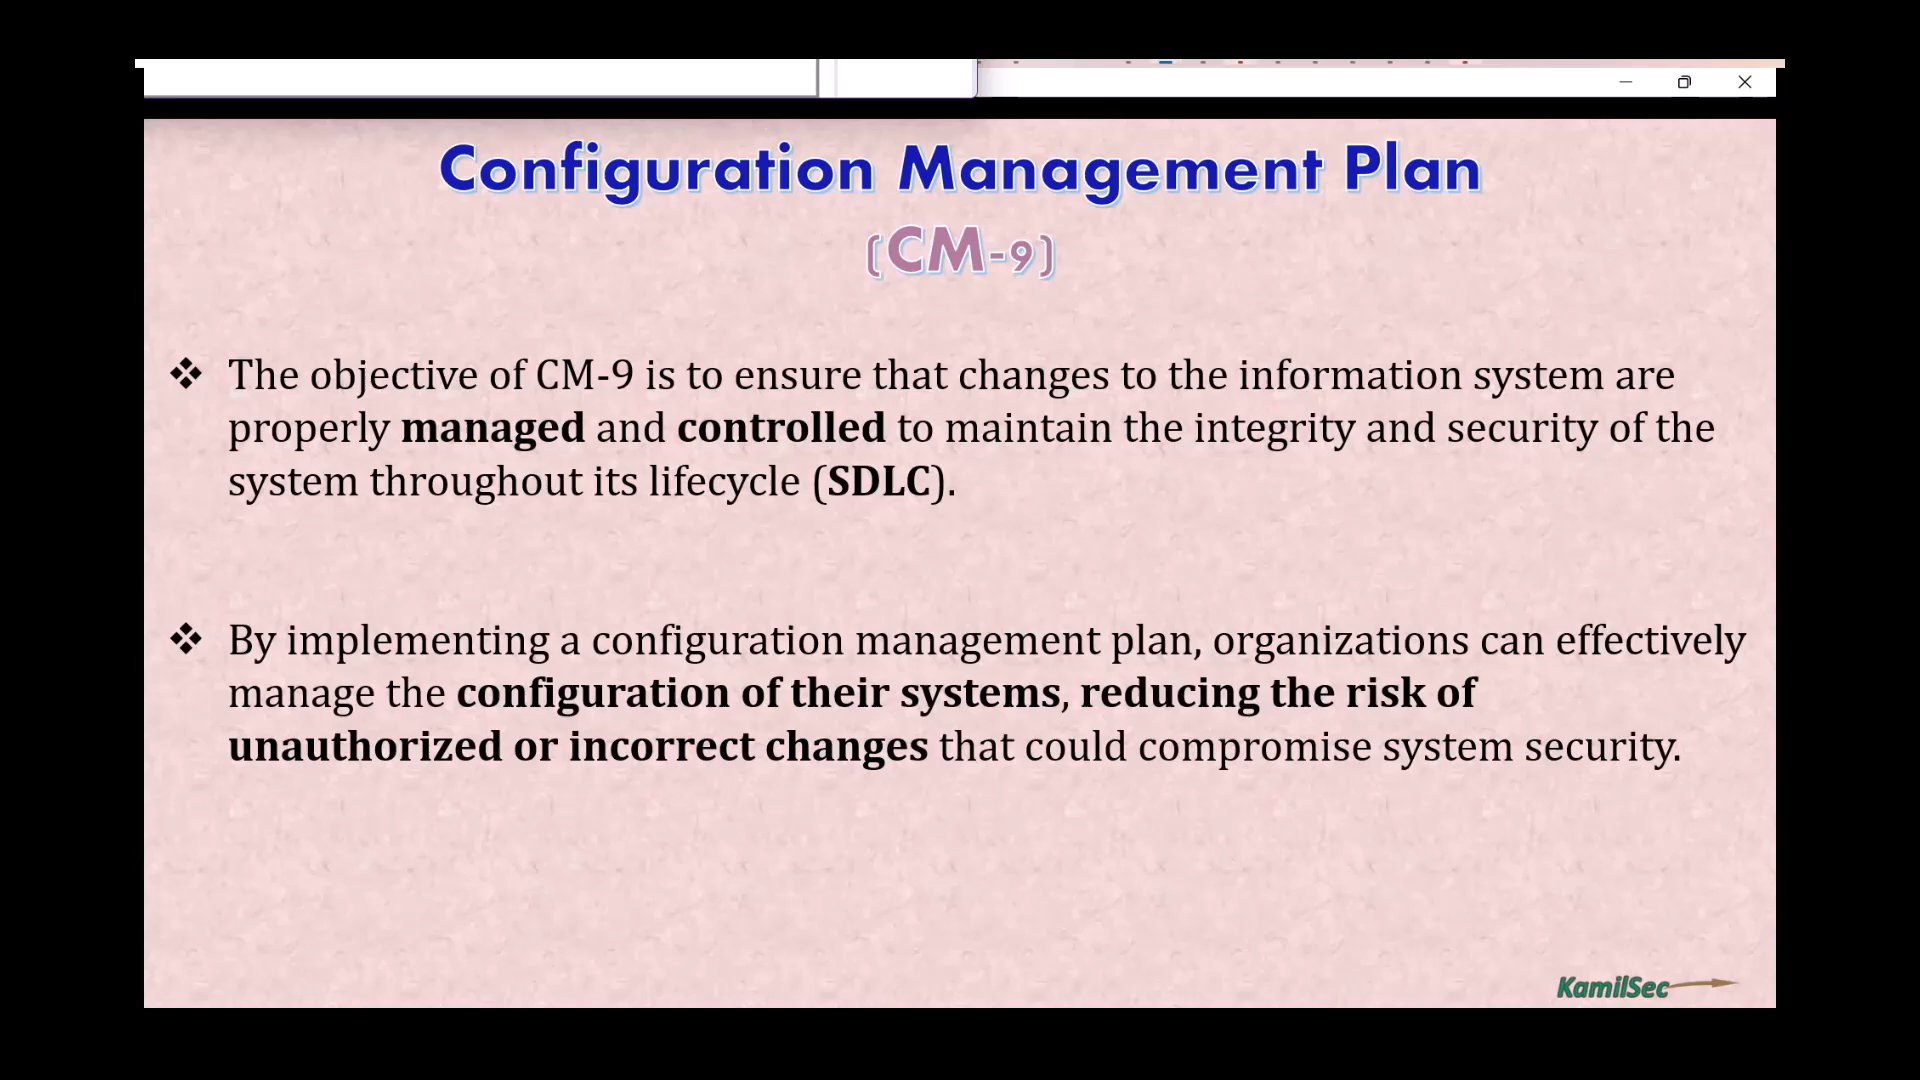 Configuration Management Plan
(CM-9)
❖ The objective of CM-9 is to ensure that changes to the information system are
properly managed and controlled to maintain the integrity and security of the
system throughout its lifecycle (SDLC).
❖ By implementing a configuration management plan, organizations can effectively
manage the configuration of their systems, reducing the risk of
unauthorized or incorrect changes that could compromise system security.
KamilSec